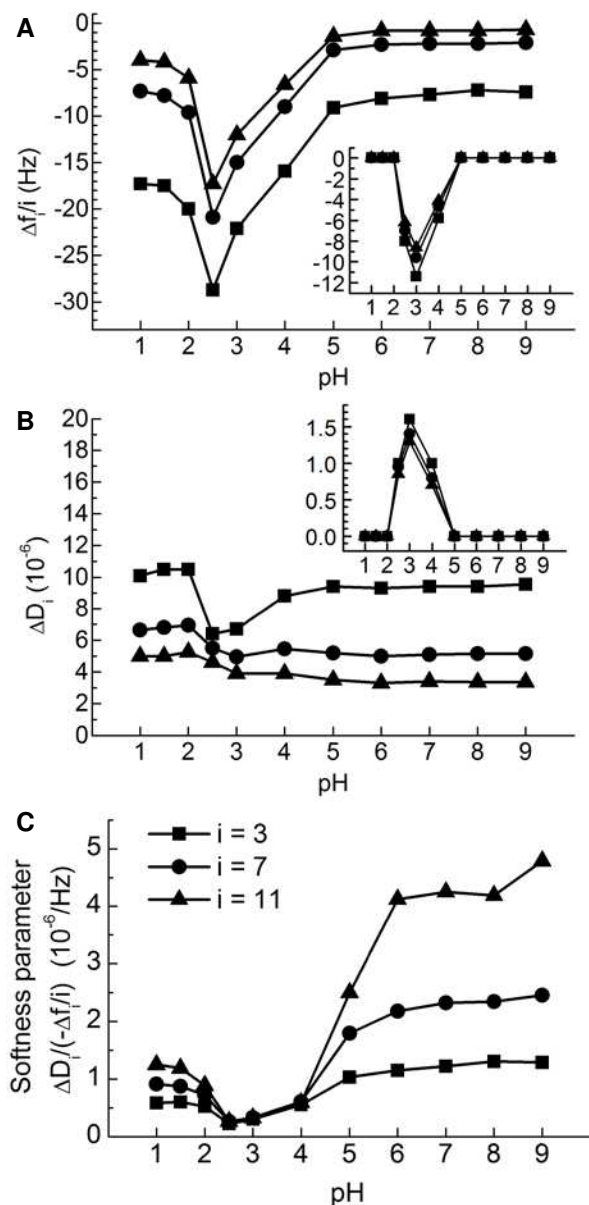 A
0
-5
-10
-15
-20
-25
-30
Δfᵢ/i (Hz)
0
-2
-4
-6
-8
-10
-12
1 2 3 4 5 6 7 8 9
1 2 3 4 5 6 7 8 9
pH
B
20
18
16
14
12
10
8
6
4
2
0
ΔDᵢ (10⁻⁶)
1.5
1.0
0.5
0.0
1 2 3 4 5 6 7 8 9
1 2 3 4 5 6 7 8 9
pH
C
i = 3
i = 7
i = 11
5
4
3
2
1
0
Softness parameter
ΔDᵢ/(-Δfᵢ/i) (10⁻⁶/Hz)
1 2 3 4 5 6 7 8 9
pH